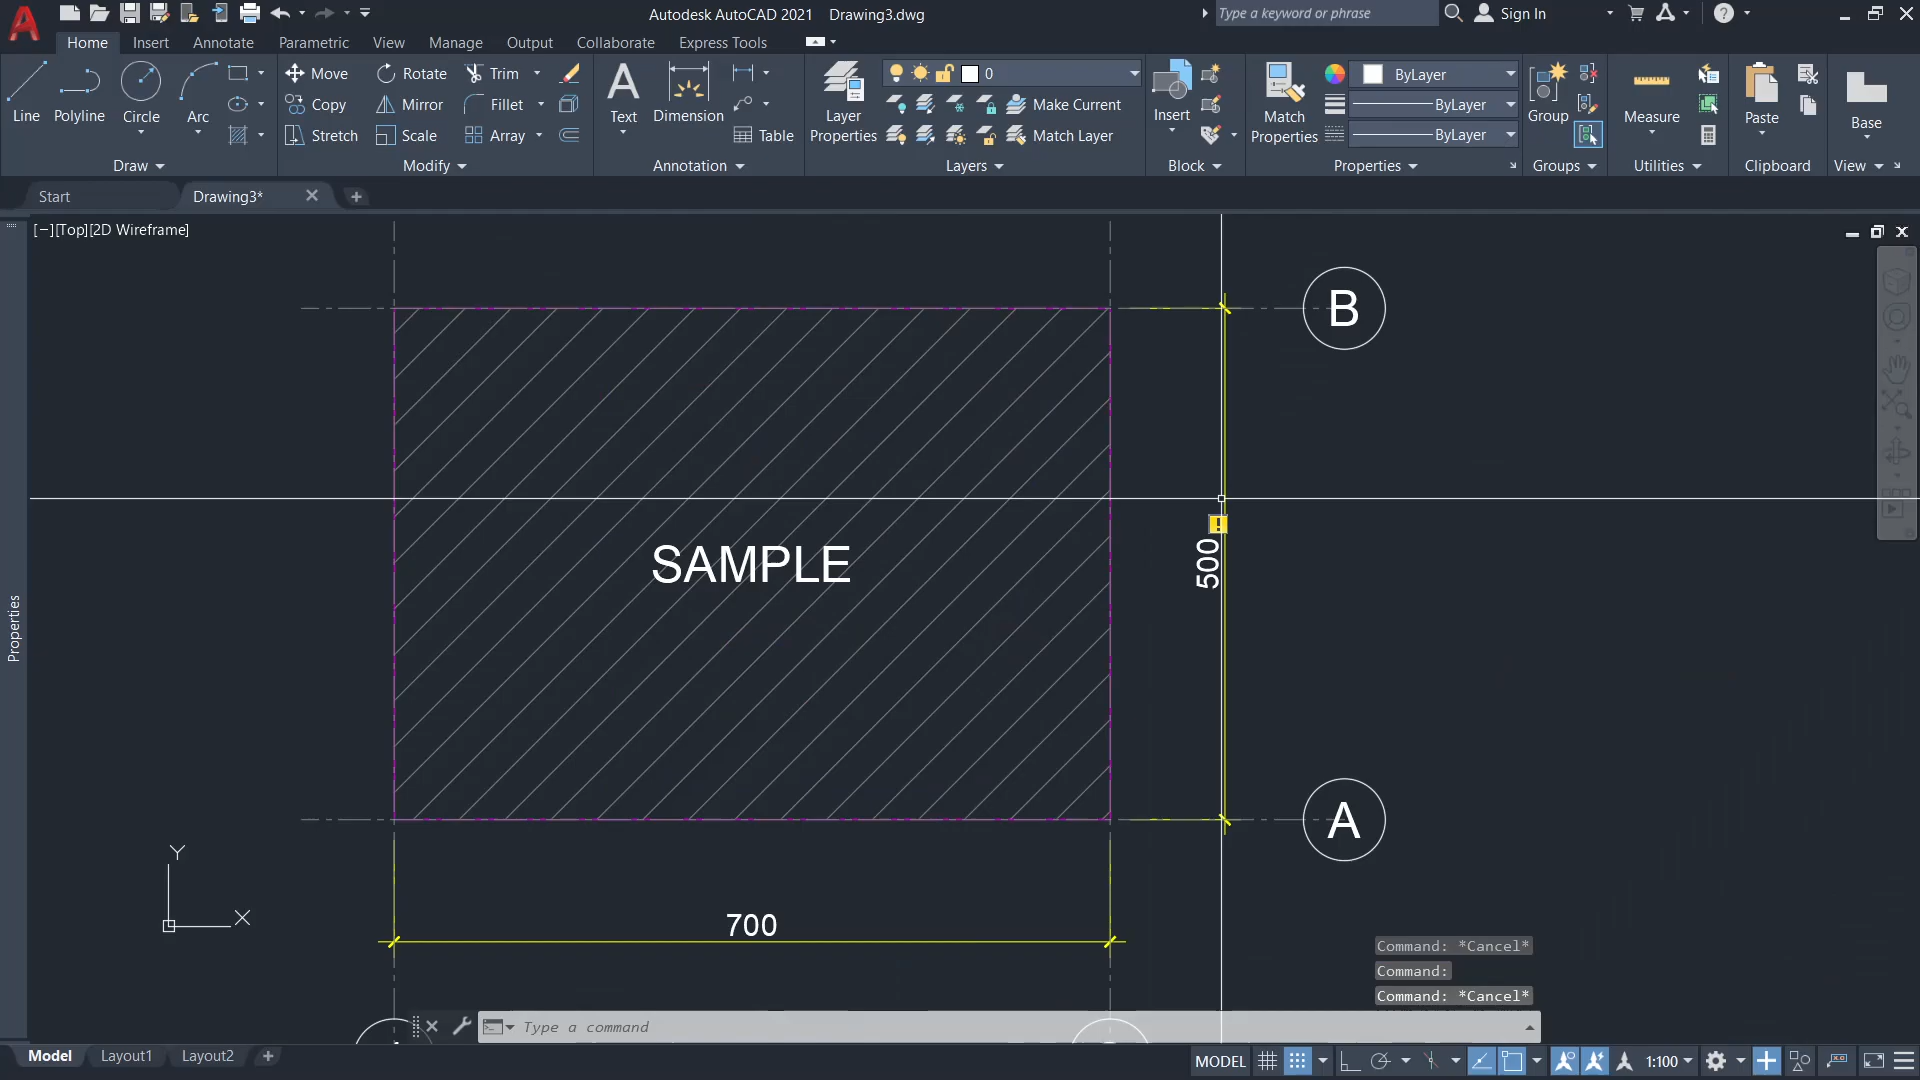 Autodesk AutoCAD 2021 Drawing3.dwg
Type a keyword or phrase
Sign In
Home Insert Annotate Parametric View Manage Output Collaborate Express Tools
Line Polyline Circle Arc
Draw
Move Rotate Trim
Copy Mirror Fillet
Stretch Scale Array
Modify
Text Dimension Table
Annotation
Layer Properties
0
Make Current
Match Layer
Layers
Insert
Block
Match Properties
ByLayer
ByLayer
ByLayer
Properties
Group
Groups
Measure
Utilities
Paste
Clipboard
Base
View
Start Drawing3*
[−][Top][2D Wireframe]
B
SAMPLE
500
Properties
A
Y
X
700
Command: *Cancel*
Command:
Command: *Cancel*
Type a command
Model Layout1 Layout2
MODEL
1:100